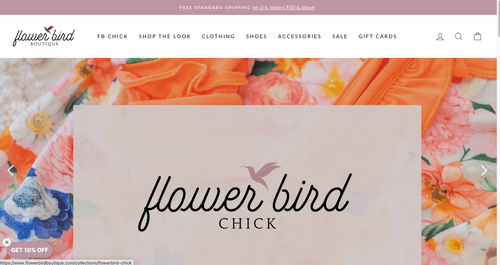 FREE STANDARD SHIPPING on U.S. orders $50 & above
flower bird
BOUTIQUE
FB CHICK SHOP THE LOOK CLOTHING SHOES ACCESSORIES SALE GIFT CARDS
flower bird
CHICK
GET 10% OFF
https://www.flowerbirdboutique.com/collections/flowerbird-chick